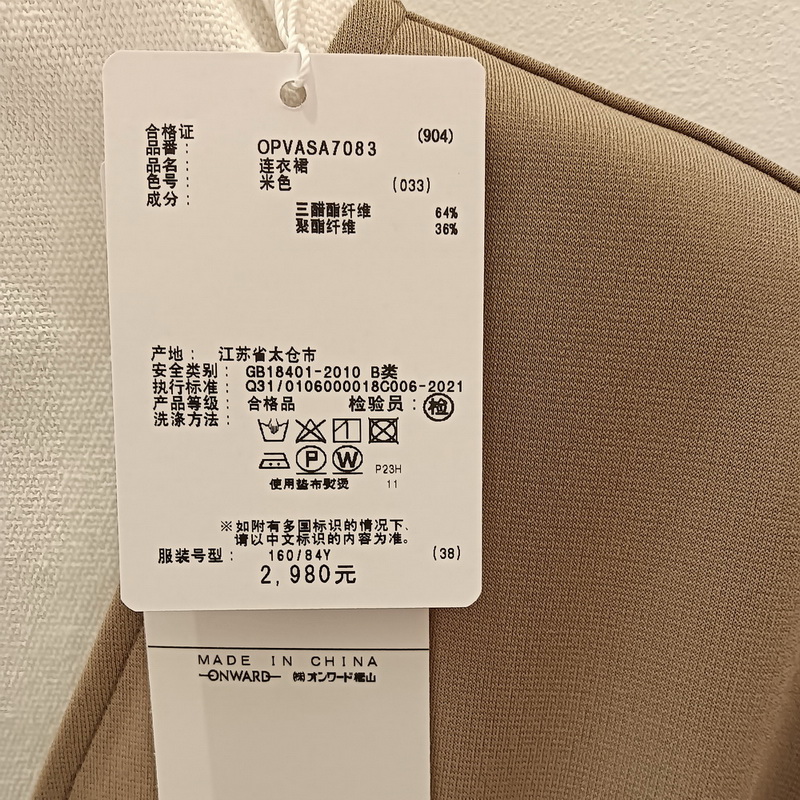 合格证 (904)
品番： OPVASA7083
品名： 连衣裙
色号： 米色 (033)
成分：
三醋酯纤维 64%
聚酯纤维 36%
产地： 江苏省太仓市
安全类别： GB18401-2010 B类
执行标准： Q31/0106000018C006-2021
产品等级： 合格品 检验员：检
洗涤方法：
P W P23H
使用垫布熨烫 11
※如附有多国标识的情况下、
请以中文标识的内容为准。
服装号型： 160/84Y (38)
2,980元
MADE IN CHINA
ONWARD ㈱オンワード樫山